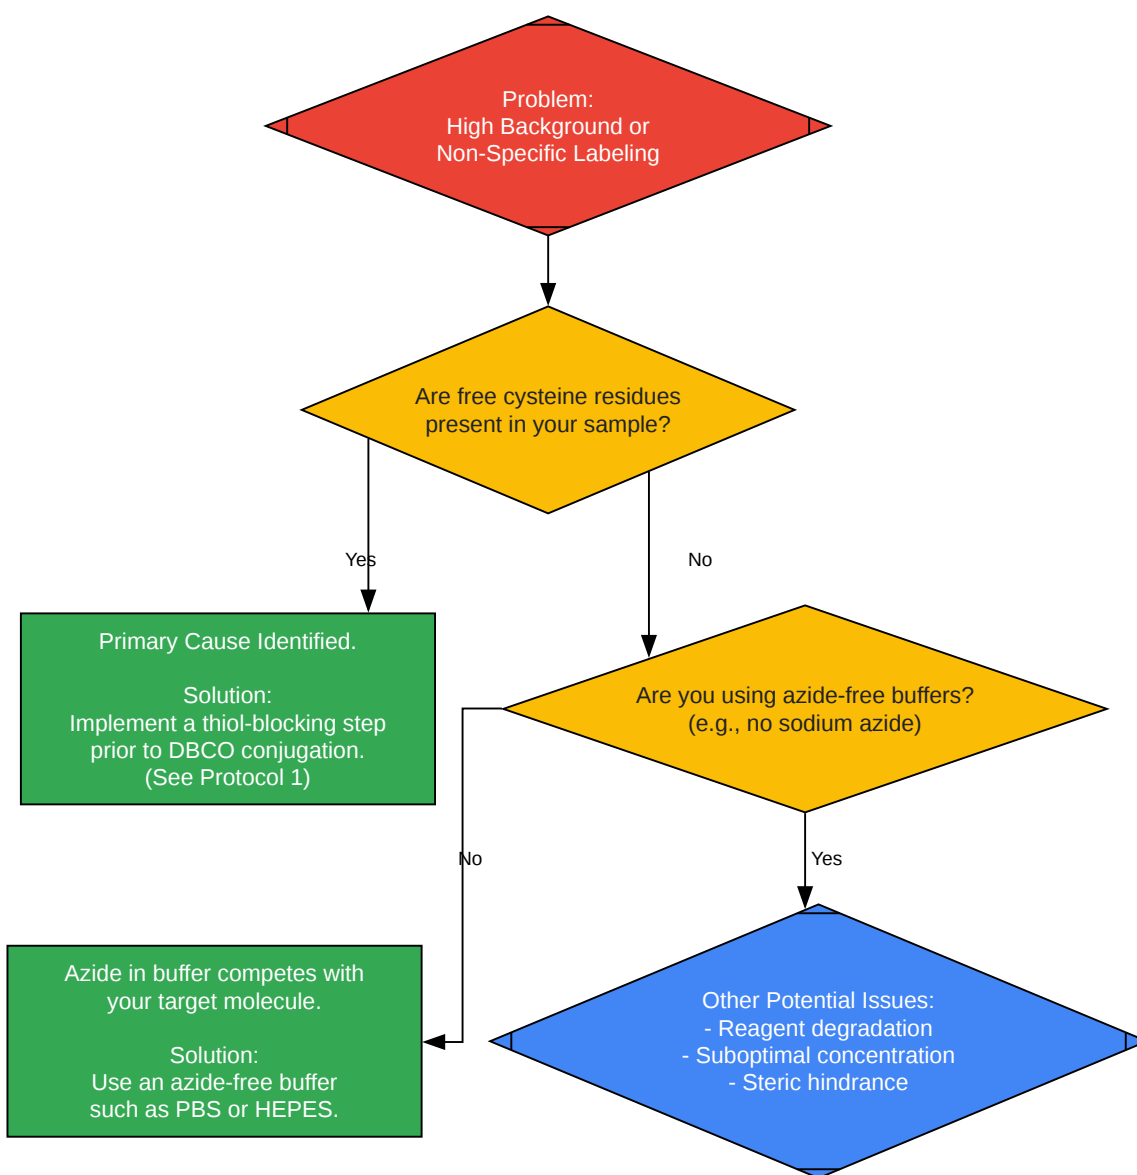 Problem:
High Background or
Non-Specific Labeling
Are free cysteine residues
present in your sample?
Yes
No
Primary Cause Identified.
Solution:
Implement a thiol-blocking step
prior to DBCO conjugation.
(See Protocol 1)
Are you using azide-free buffers?
(e.g., no sodium azide)
No
Yes
Azide in buffer competes with
your target molecule.
Solution:
Use an azide-free buffer
such as PBS or HEPES.
Other Potential Issues:
- Reagent degradation
- Suboptimal concentration
- Steric hindrance